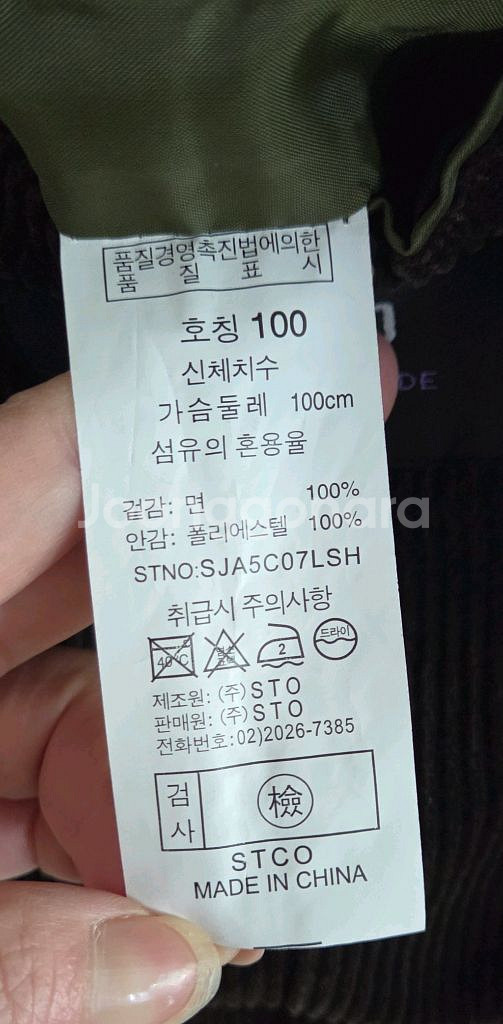 품질경영촉진법에의한
품 질 표 시
호칭 100
신체치수
가슴둘레 100cm
섬유의 혼용율
겉감: 면 100%
안감: 폴리에스텔 100%
STNO:SJA5C07LSH
취급시 주의사항
40°C
2
드라이
제조원: (주) STO
판매원: (주) STO
전화번호:02)2026-7385
검사
檢
STCO
MADE IN CHINA
DE
Joonggonara